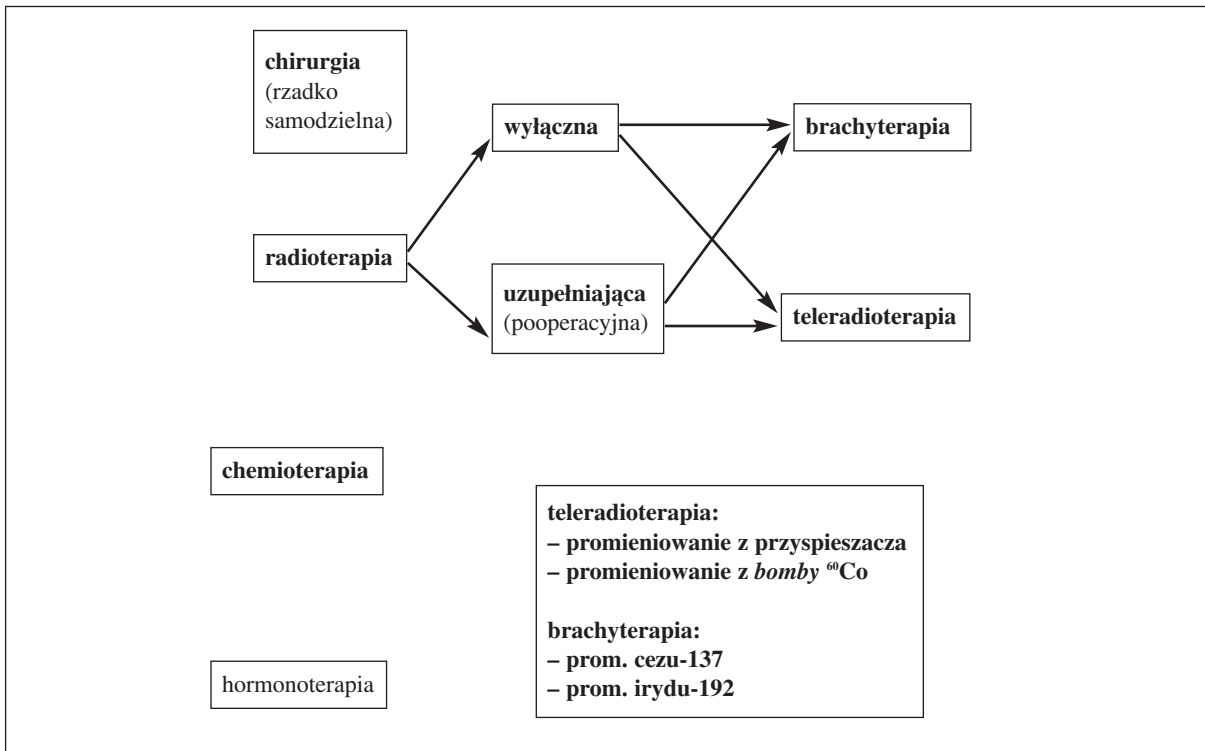 chirurgia
(rzadko
samodzielna)
wyłączna
brachyterapia
radioterapia
uzupełniająca
(pooperacyjna)
teleradioterapia
chemioterapia
teleradioterapia:
– promieniowanie z przyspieszacza
– promieniowanie z bomby ⁶⁰Co
brachyterapia:
– prom. cezu-137
– prom. irydu-192
hormonoterapia